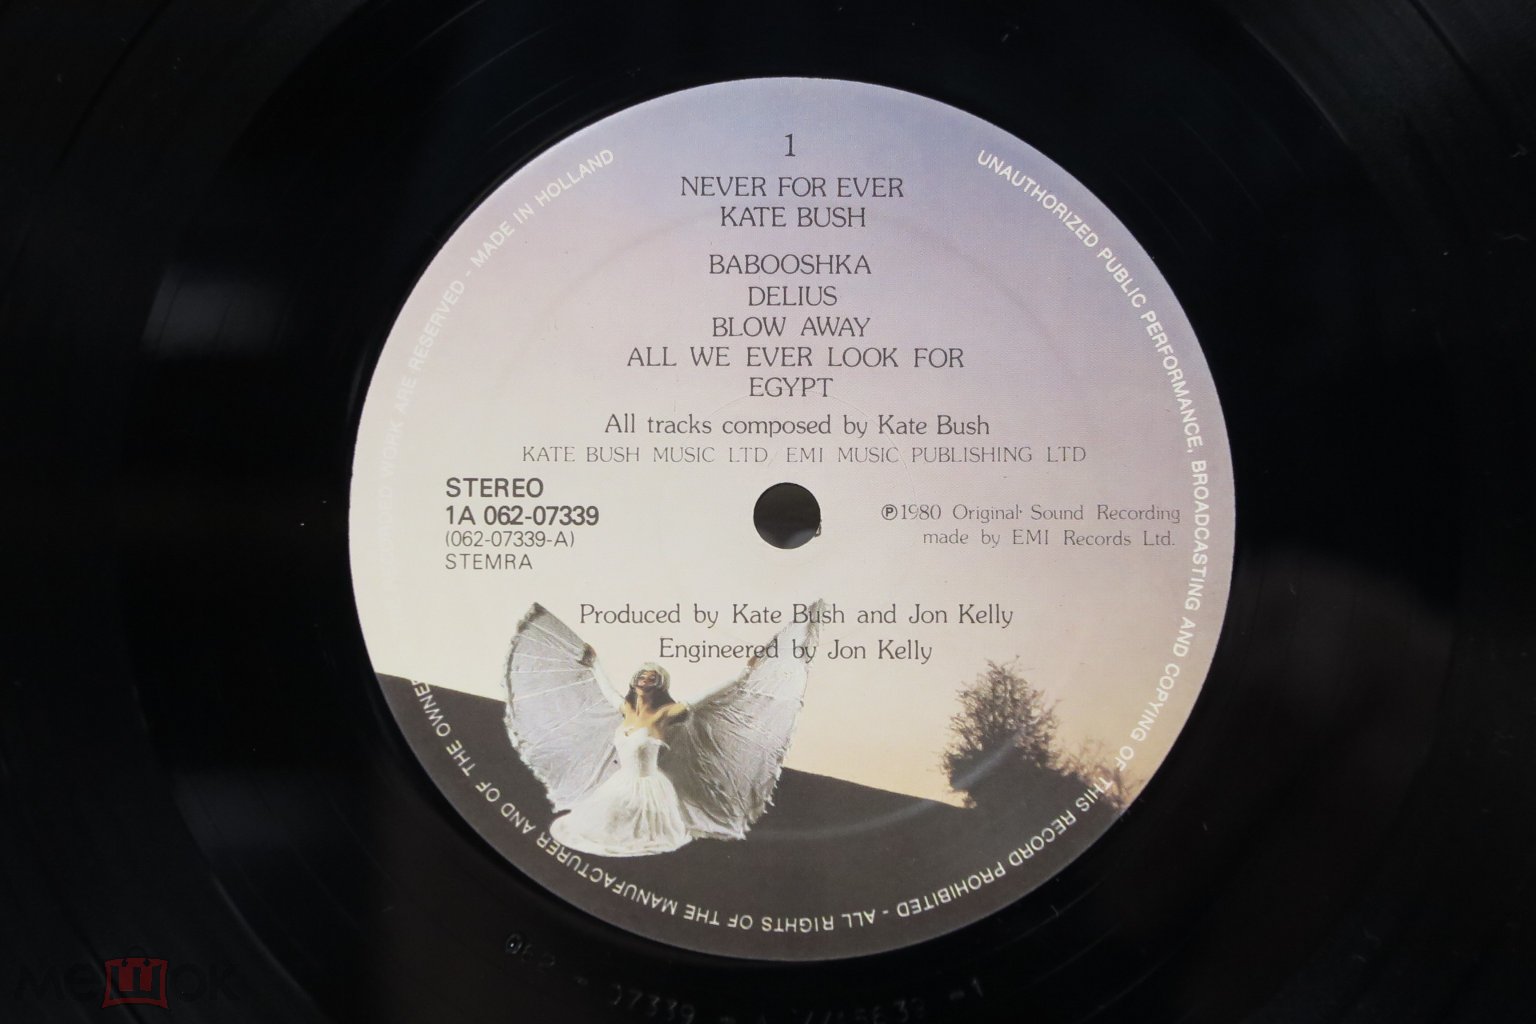 1
NEVER FOR EVER
KATE BUSH
BABOOSHKA
DELIUS
BLOW AWAY
ALL WE EVER LOOK FOR
EGYPT
All tracks composed by Kate Bush
KATE BUSH MUSIC LTD/EMI MUSIC PUBLISHING LTD
STEREO
1A 062-07339
(062-07339-A)
STEMRA
℗1980 Original Sound Recording
made by EMI Records Ltd.
Produced by Kate Bush and Jon Kelly
Engineered by Jon Kelly
UNAUTHORIZED PUBLIC PERFORMANCE, BROADCASTING AND COPYING OF THIS RECORD PROHIBITED - ALL RIGHTS OF THE MANUFACTURER AND OF THE OWNER WORK ARE RESERVED - MADE IN HOLLAND
07339
мешок